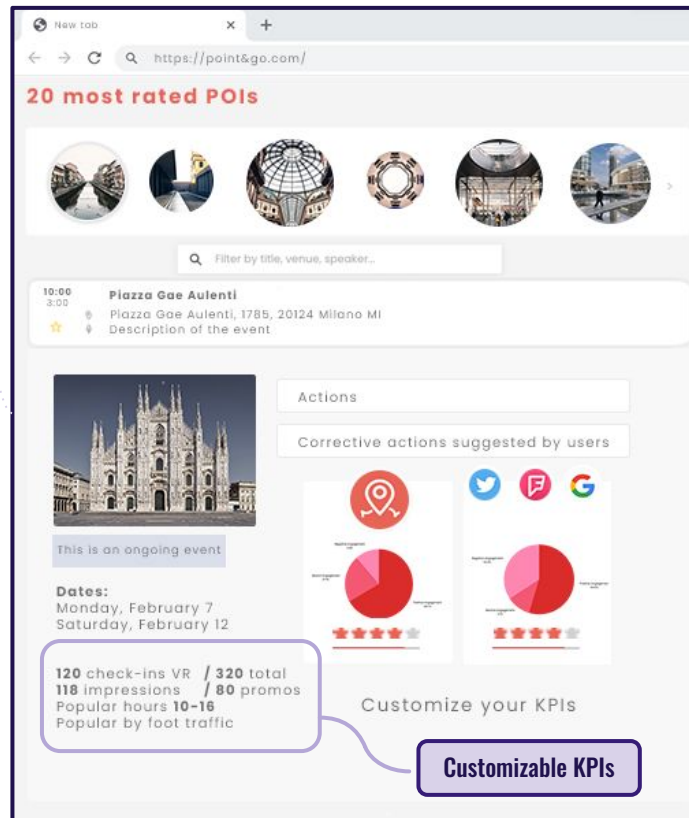 New tab
https://point&go.com/
20 most rated POIs
Filter by title, venue, speaker...
10:00
3:00
Piazza Gae Aulenti
Piazza Gae Aulenti, 1785, 20124 Milano MI
Description of the event
Actions
Corrective actions suggested by users
This is an ongoing event
Dates:
Monday, February 7
Saturday, February 12
120 check-ins VR / 320 total
118 impressions / 80 promos
Popular hours 10-16
Popular by foot traffic
Customize your KPIs
Customizable KPIs